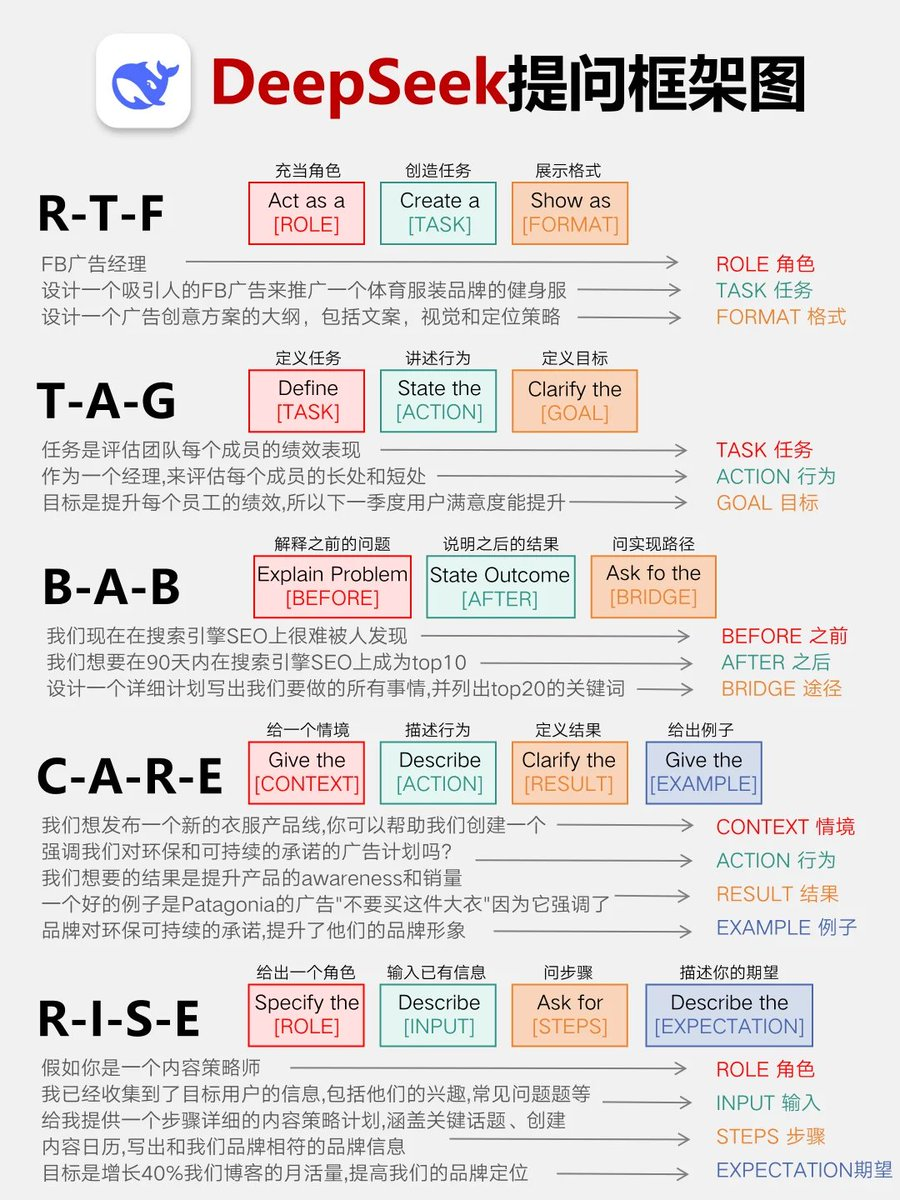 DeepSeek提问框架图
充当角色 创造任务 展示格式
R-T-F
Act as a Create a Show as
[ROLE] [TASK] [FORMAT]
FB广告经理 ROLE 角色
设计一个吸引人的FB广告来推广一个体育服装品牌的健身服 TASK 任务
设计一个广告创意方案的大纲，包括文案，视觉和定位策略 FORMAT 格式
定义任务 讲述行为 定义目标
T-A-G
Define State the Clarify the
[TASK] [ACTION] [GOAL]
任务是评估团队每个成员的绩效表现 TASK 任务
作为一个经理,来评估每个成员的长处和短处 ACTION 行为
目标是提升每个员工的绩效,所以下一季度用户满意度能提升 GOAL 目标
解释之前的问题 说明之后的结果 问实现路径
B-A-B
Explain Problem State Outcome Ask fo the
[BEFORE] [AFTER] [BRIDGE]
我们现在在搜索引擎SEO上很难被人发现 BEFORE 之前
我们想要在90天内在搜索引擎SEO上成为top10 AFTER 之后
设计一个详细计划写出我们要做的所有事情,并列出top20的关键词 BRIDGE 途径
给一个情境 描述行为 定义结果 给出例子
C-A-R-E
Give the Describe Clarify the Give the
[CONTEXT] [ACTION] [RESULT] [EXAMPLE]
我们想发布一个新的衣服产品线,你可以帮助我们创建一个 CONTEXT 情境
强调我们对环保和可持续的承诺的广告计划吗? ACTION 行为
我们想要的结果是提升产品的awareness和销量
一个好的例子是Patagonia的广告"不要买这件大衣"因为它强调了 RESULT 结果
品牌对环保可持续的承诺,提升了他们的品牌形象 EXAMPLE 例子
给出一个角色 输入已有信息 问步骤 描述你的期望
R-I-S-E
Specify the Describe Ask for Describe the
[ROLE] [INPUT] [STEPS] [EXPECTATION]
假如你是一个内容策略师 ROLE 角色
我已经收集到了目标用户的信息,包括他们的兴趣,常见问题题等 INPUT 输入
给我提供一个步骤详细的内容策略计划,涵盖关键话题、创建
内容日历,写出和我们品牌相符的品牌信息 STEPS 步骤
目标是增长40%我们博客的月活量,提高我们的品牌定位 EXPECTATION期望